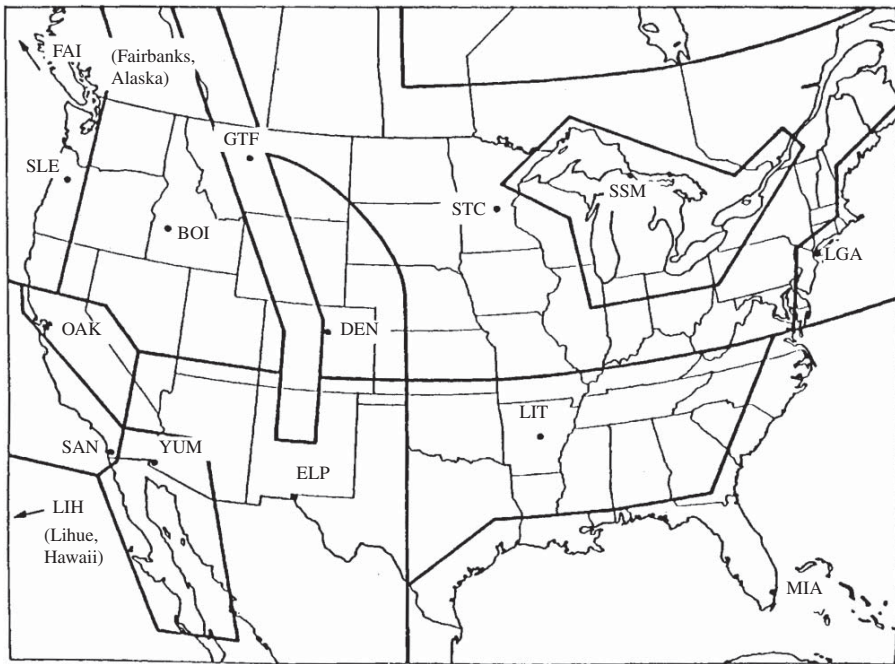 FAI
(Fairbanks,
Alaska)
GTF
SLE
STC
SSM
BOI
LGA
OAK
DEN
LIT
SAN
YUM
ELP
LIH
(Lihue,
Hawaii)
MIA